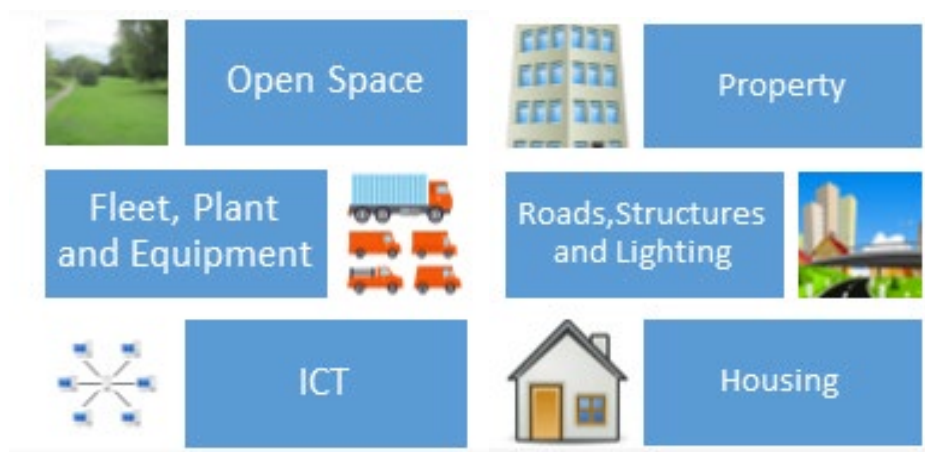 Open Space
Property
Fleet, Plant
and Equipment
Roads,Structures
and Lighting
ICT
Housing